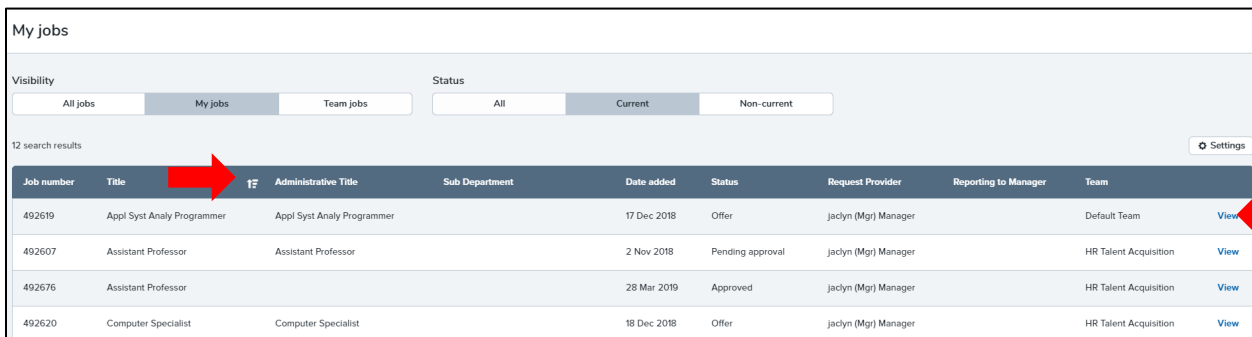 My jobs
Visibility Status
All jobs My jobs Team jobs All Current Non-current
12 search results Settings
Job number Title Administrative Title Sub Department Date added Status Request Provider Reporting to Manager Team
492619 Appl Syst Analy Programmer Appl Syst Analy Programmer 17 Dec 2018 Offer jaclyn (Mgr) Manager Default Team View
492607 Assistant Professor Assistant Professor 2 Nov 2018 Pending approval jaclyn (Mgr) Manager HR Talent Acquisition View
492676 Assistant Professor 28 Mar 2019 Approved jaclyn (Mgr) Manager HR Talent Acquisition View
492620 Computer Specialist Computer Specialist 18 Dec 2018 Offer jaclyn (Mgr) Manager HR Talent Acquisition View